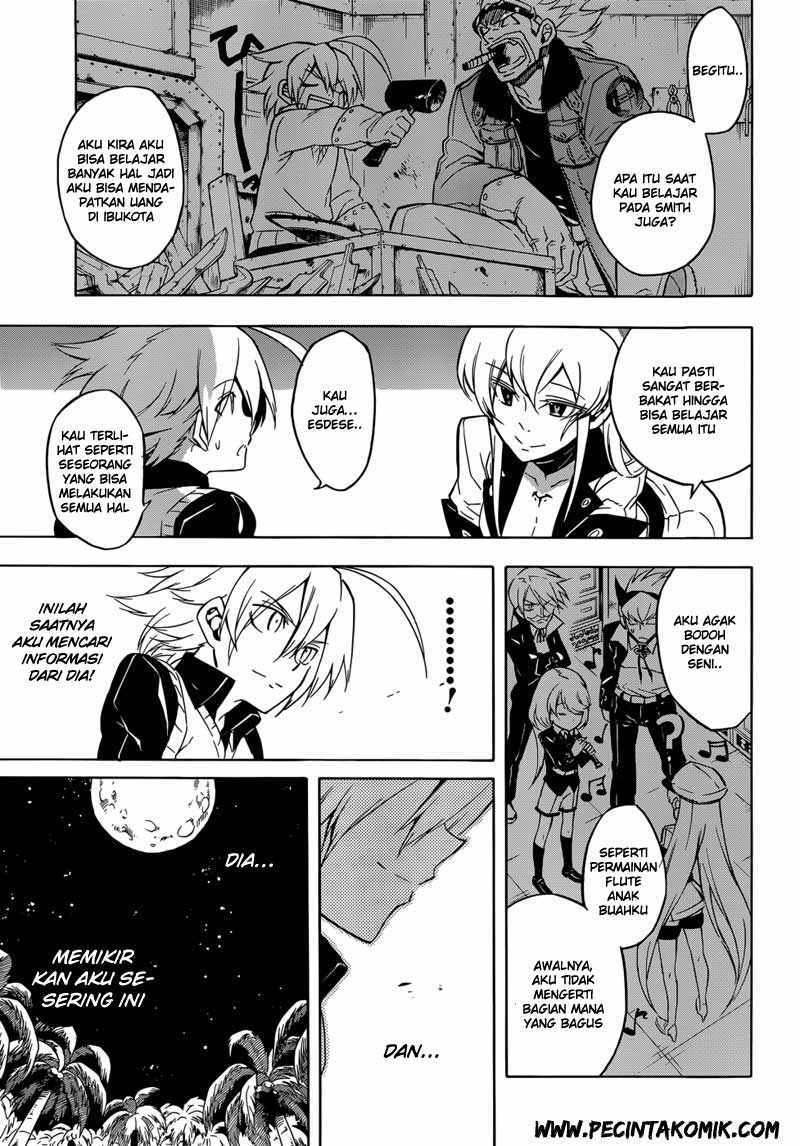 BEGITU..
APA ITU SAAT
KAU BELAJAR
PADA SMITH
JUGA?
AKU KIRA AKU
BISA BELAJAR
BANYAK HAL JADI
AKU BISA MENDA-
PATKAN UANG
DI IBUKOTA
KAU PASTI
SANGAT BER-
BAKAT HINGGA
BISA BELAJAR
SEMUA ITU
KAU
JUGA...
ESDESE...
KAU TERLI-
HAT SEPERTI
SESEORANG
YANG BISA
MELAKUKAN
SEMUA HAL
AKU AGAK
BODOH
DENGAN
SENI..
?
SEPERTI
PERMAINAN
FLUTE
ANAK
BUAHKU
AWALNYA,
AKU TIDAK
MENGERTI
BAGIAN MANA
YANG BAGUS
INILAH
SAATNYA
AKU MENCARI
INFORMASI
DARI DIA!
DAN...
DIA...
MEMIKIR
KAN AKU SE-
SERING INI
WWW.PECINTAKOMIK.COM